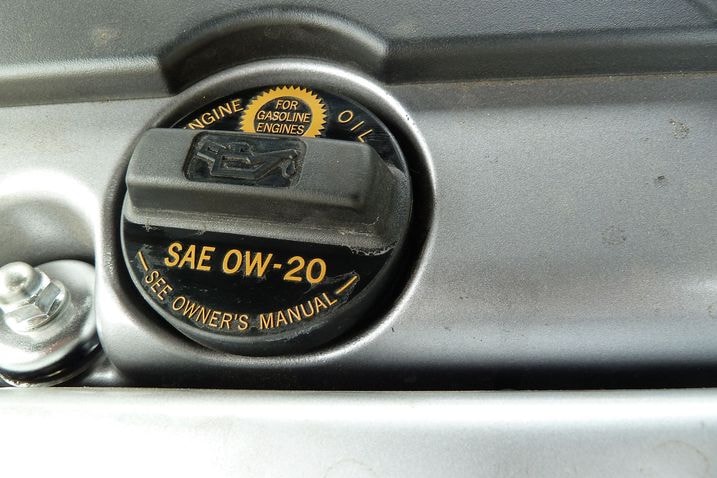 ENGINE OIL
FOR
GASOLINE
ENGINES
SAE 0W-20
—SEE OWNER'S MANUAL—